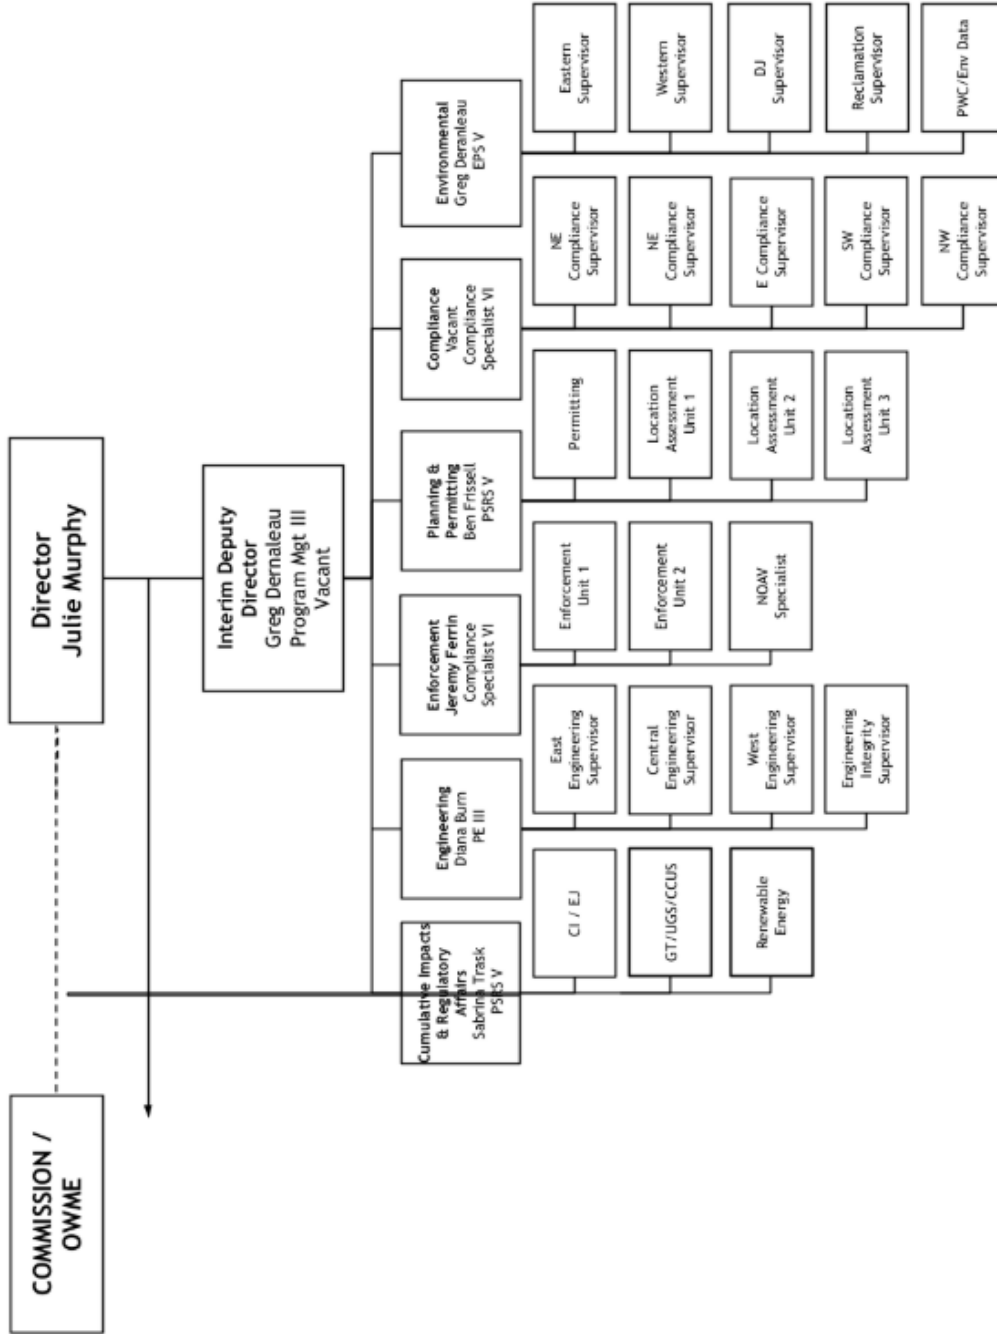 COMMISSION /
OWME
Director
Julie Murphy
Interim Deputy
Director
Greg Dernaleau
Program Mgt III
Vacant
Cumulative Impacts
& Regulatory
Affairs
Sabrina Trask
PSRS V
Engineering
Diana Burn
PE III
Enforcement
Jeremy Ferrin
Compliance
Specialist VI
Planning &
Permitting
Ben Frissell
PSRS V
Compliance
Vacant
Compliance
Specialist VI
Environmental
Greg Deranleau
EPS V
CI / EJ
GT/UGS/CCUS
Renewable
Energy
East
Engineering
Supervisor
Central
Engineering
Supervisor
West
Engineering
Supervisor
Engineering
Integrity
Supervisor
Enforcement
Unit 1
Enforcement
Unit 2
NOAV
Specialist
Permitting
Location
Assessment
Unit 1
Location
Assessment
Unit 2
Location
Assessment
Unit 3
NE
Compliance
Supervisor
NE
Compliance
Supervisor
E Compliance
Supervisor
SW
Compliance
Supervisor
NW
Compliance
Supervisor
Eastern
Supervisor
Western
Supervisor
DJ
Supervisor
Reclamation
Supervisor
PWC/Env Data